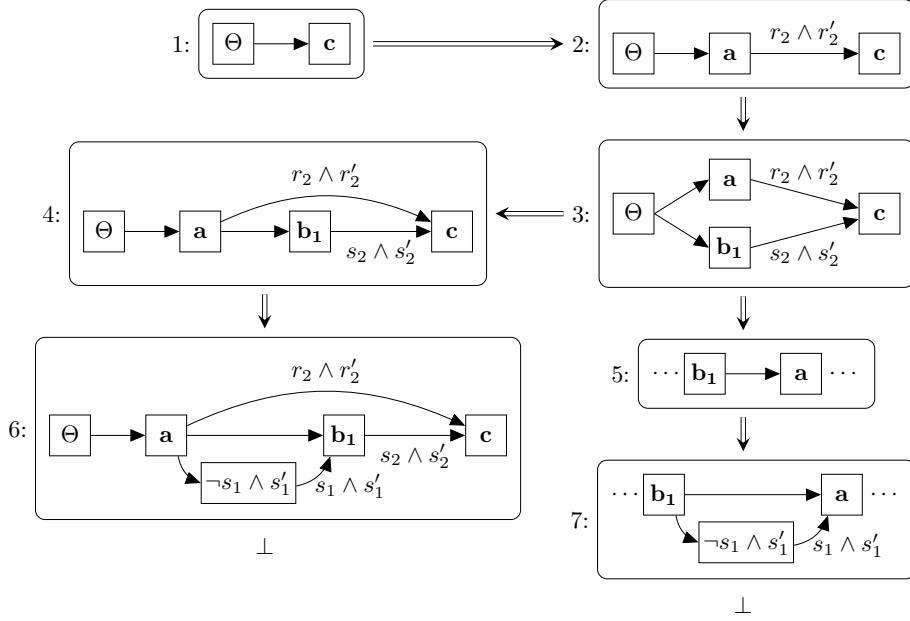 1: Θ c
2: Θ a r₂ ∧ r′₂ c
3: Θ a r₂ ∧ r′₂ b₁ s₂ ∧ s′₂ c
4: Θ a r₂ ∧ r′₂ b₁ s₂ ∧ s′₂ c
5: ⋯ b₁ a ⋯
6: Θ a r₂ ∧ r′₂ b₁ s₂ ∧ s′₂ c
¬s₁ ∧ s′₁ s₁ ∧ s′₁
⊥
7: ⋯ b₁ a ⋯
¬s₁ ∧ s′₁ s₁ ∧ s′₁
⊥